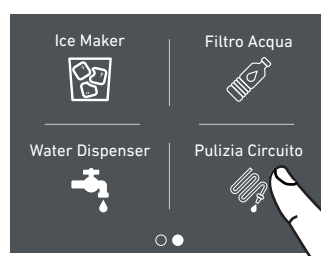 Ice Maker
Filtro Acqua
Water Dispenser
Pulizia Circuito